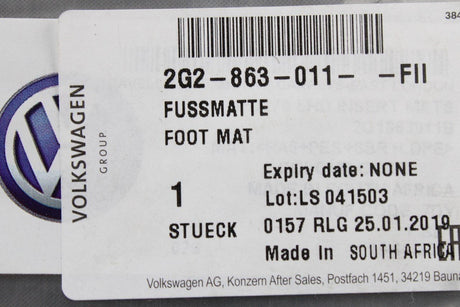 384
2G2-863-011- -FII
FUSSMATTE
FOOT MAT
VOLKSWAGEN
GROUP
Expiry date: NONE
1 Lot: LS 041503
STUECK 0157 RLG 25.01.2019
Made in SOUTH AFRICA
Volkswagen AG, Konzern After Sales, Postfach 1451, 34219 Bauna